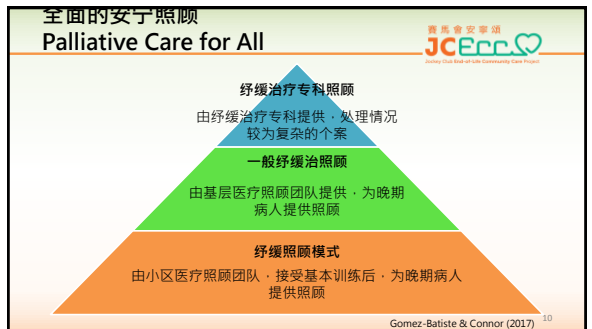 全面的安宁照顾
Palliative Care for All
賽馬會安寧頌
JCECC
Jockey Club End-of-Life Community Care Project
纾缓治疗专科照顾
由纾缓治疗专科提供，处理情况
较为复杂的个案
一般纾缓治照顾
由基层医疗照顾团队提供，为晚期
病人提供照顾
纾缓照顾模式
由小区医疗照顾团队，接受基本训练后，为晚期病人
提供照顾
Gomez-Batiste & Connor (2017)
10